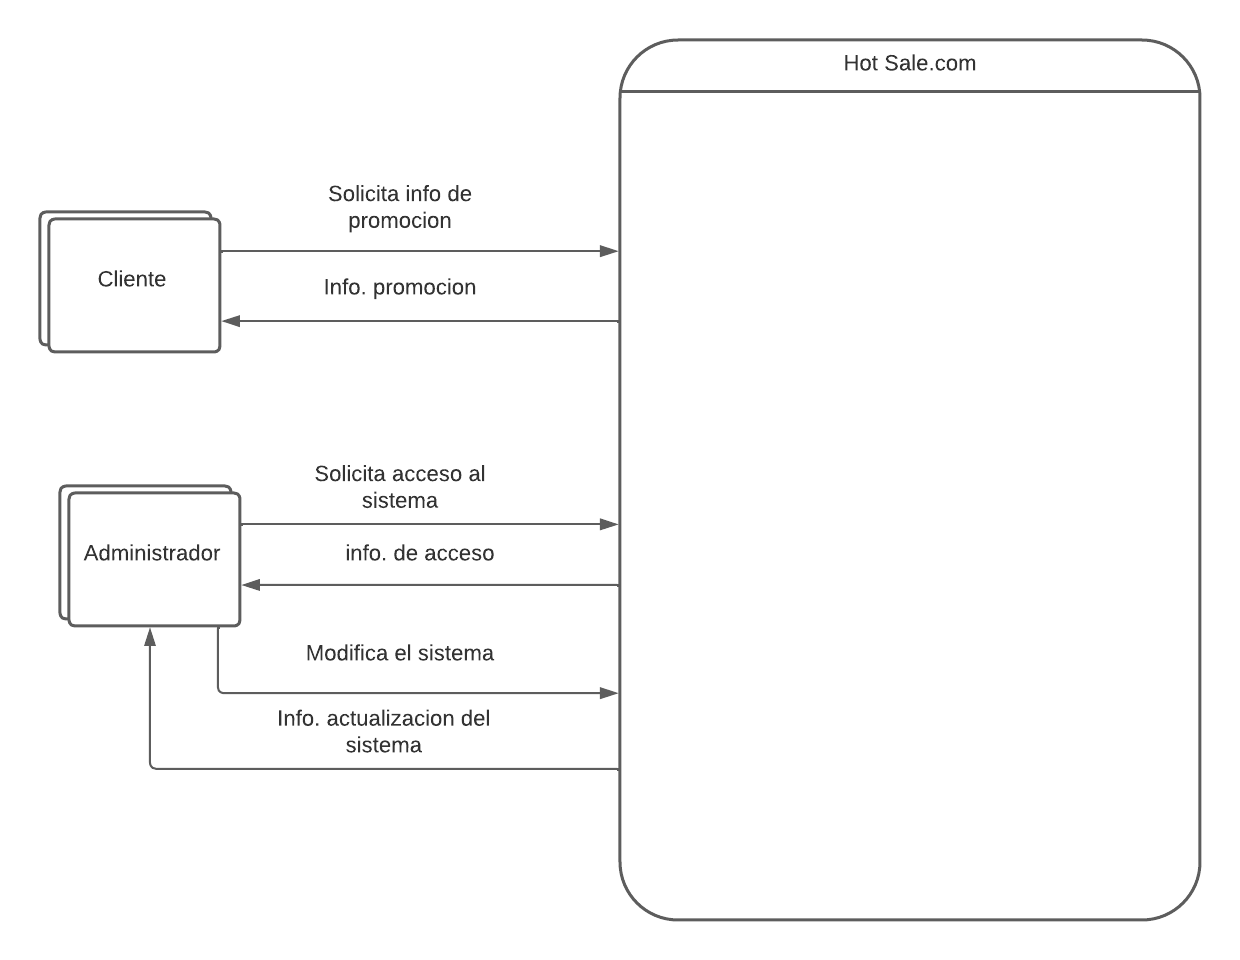 Hot Sale.com
Solicita info de
promocion
Cliente
Info. promocion
Solicita acceso al
sistema
Administrador
info. de acceso
Modifica el sistema
Info. actualizacion del
sistema